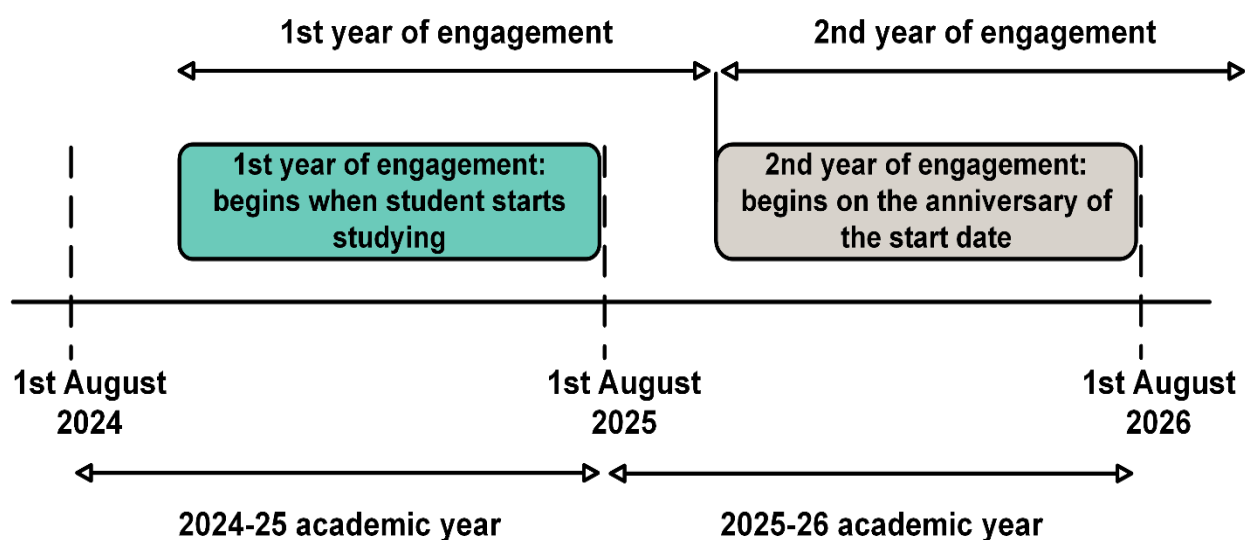 1st year of engagement
2nd year of engagement
1st year of engagement:
begins when student starts
studying
2nd year of engagement:
begins on the anniversary of
the start date
1st August
2024
1st August
2025
1st August
2026
2024-25 academic year
2025-26 academic year